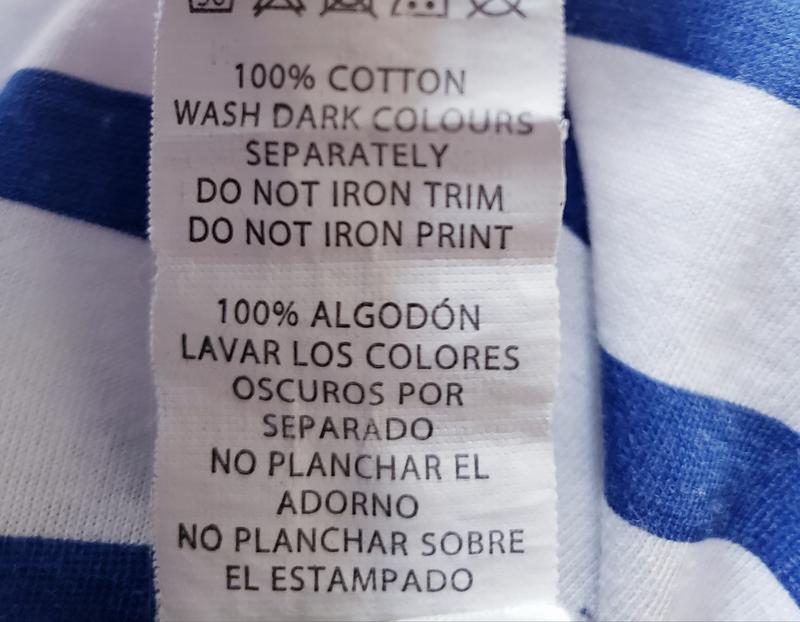 100% COTTON
WASH DARK COLOURS
SEPARATELY
DO NOT IRON TRIM
DO NOT IRON PRINT
100% ALGODÓN
LAVAR LOS COLORES
OSCUROS POR
SEPARADO
NO PLANCHAR EL
ADORNO
NO PLANCHAR SOBRE
EL ESTAMPADO